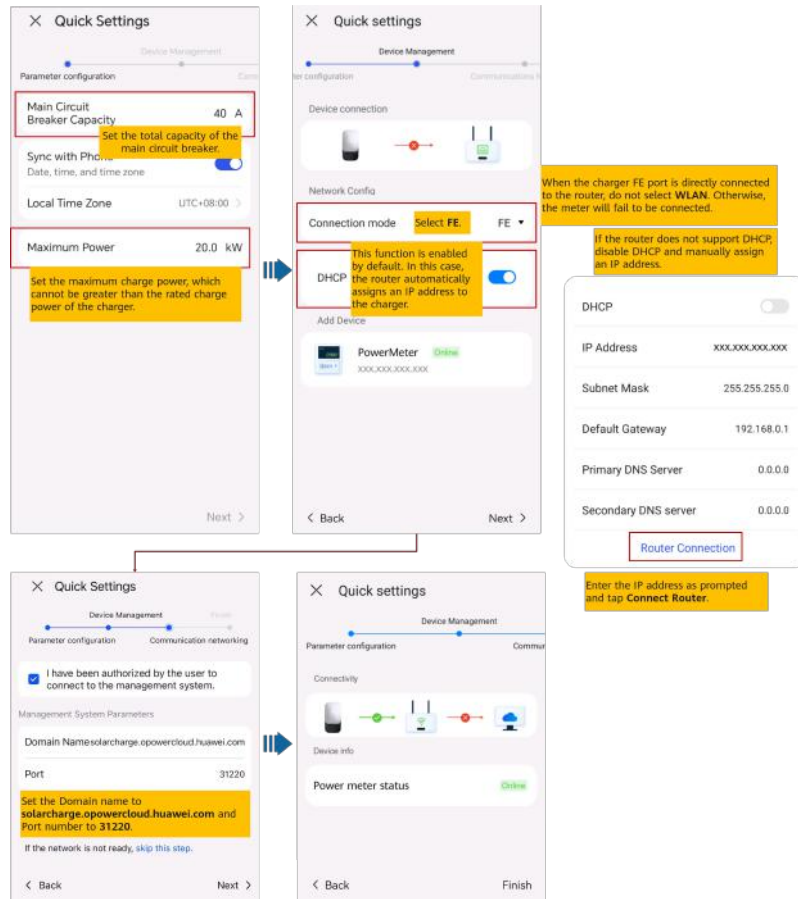 Quick Settings
Device Management
Parameter configuration
Main Circuit
Breaker Capacity
40 A
Set the total capacity of the
main circuit breaker.
Sync with
Date, time, and time zone
Local Time Zone
UTC+08:00 >
Maximum Power
20.0 kW
Set the maximum charge power, which
cannot be greater than the rated charge
power of the charger.
Next >
Quick settings
Device Management
configuration
Device connection
Network Config
Connection mode
Select FE.
FE
This function is enabled
by default. In this case,
the router automatically
assigns an IP address to
the charger.
DHCP
Add Device
PowerMeter
Online
XXX.XXX.XXX.XXX
< Back
Next >
When the charger FE port is directly connected
to the router, do not select WLAN. Otherwise,
the meter will fail to be connected.
If the router does not support DHCP,
disable DHCP and manually assign
an IP address.
DHCP
IP Address
XXX.XXX.XXX.XXX
Subnet Mask
255.255.255.0
Default Gateway
192.168.0.1
Primary DNS Server
0.0.0.0
Secondary DNS server
0.0.0.0
Router Connection
Enter the IP address as prompted
and tap Connect Router.
Quick Settings
Device Management
Parameter configuration
Communication networking
I have been authorized by the user to
connect to the management system.
Management System Parameters
Domain Name solarcharge.opowercloud.huawei.com
Port
31220
Set the Domain name to
solarcharge.opowercloud.huawei.com and
Port number to 31220.
If the network is not ready, skip this step.
< Back
Next >
Quick settings
Device Management
Parameter configuration
Commun
Connectivity
Device info
Power meter status
Online
< Back
Finish